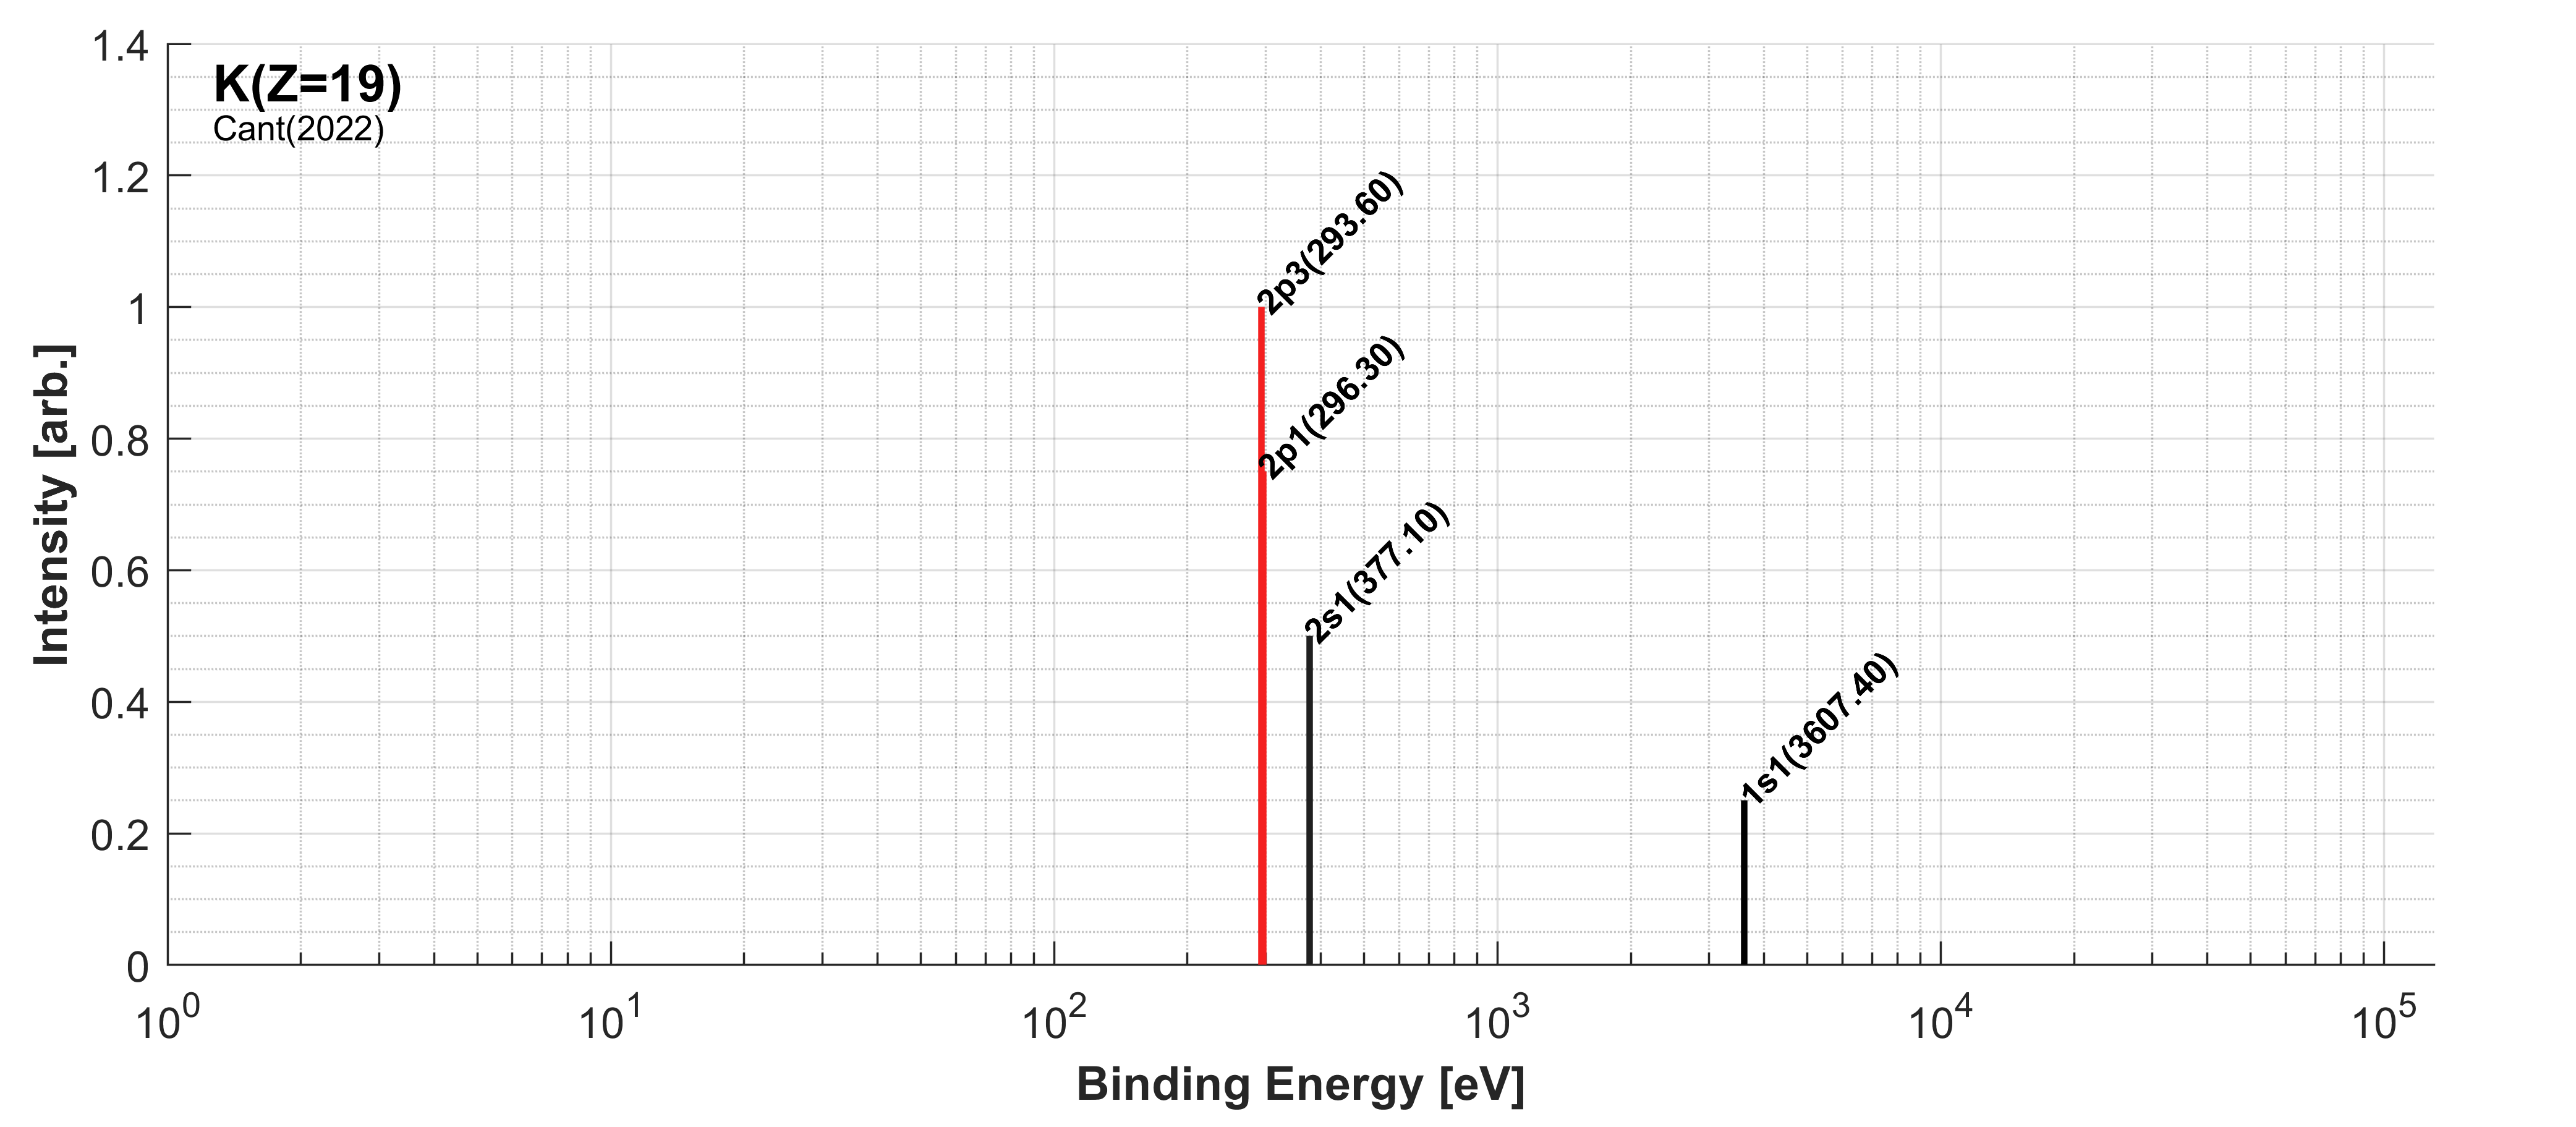 K(Z=19)
Cant(2022)
1.4
1.2
1
0.8
0.6
0.4
0.2
0
Intensity [arb.]
2p3(293.60)
2p1(296.30)
2s1(377.10)
1s1(3607.40)
10^0 10^1 10^2 10^3 10^4 10^5
Binding Energy [eV]